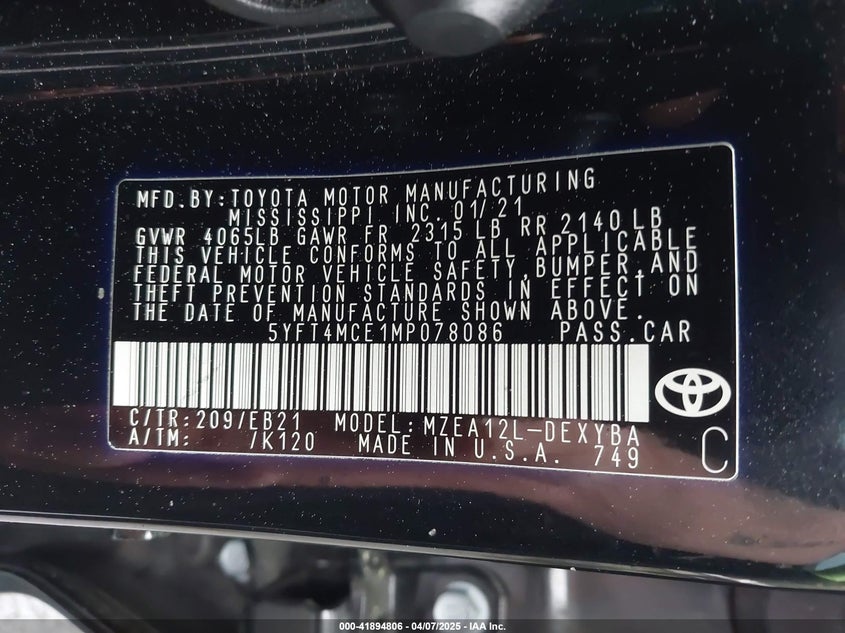 MFD.BY:TOYOTA MOTOR MANUFACTURING
MISSISSIPPI INC. 01/21
GVWR 4065LB GAWR FR 2315 LB RR 2140LB
THIS VEHICLE CONFORMS TO ALL APPLICABLE
FEDERAL MOTOR VEHICLE SAFETY,BUMPER,AND
THEFT PREVENTION STANDARDS IN EFFECT ON
THE DATE OF MANUFACTURE SHOWN ABOVE.
5YFT4MCE1MP078086 PASS.CAR
C/TR:209/EB21 MODEL:MZEA12L-DEXYBA
A/TM: /K120 MADE IN U.S.A. 749
C
000-41894806 - 04/07/2025 - IAA Inc.